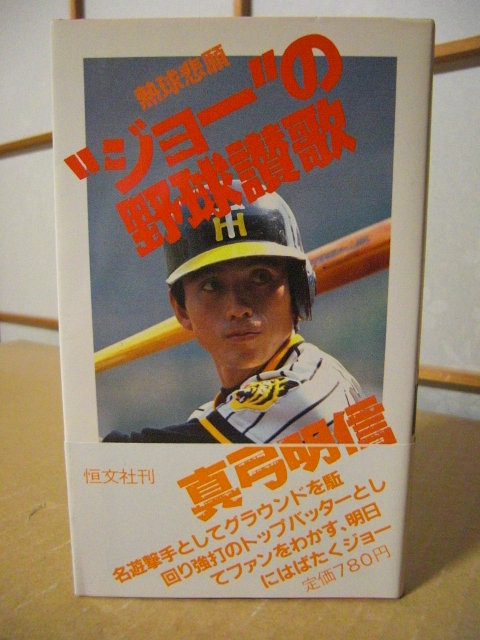 熱球悲願
"ジョー"の
野球讃歌
HT
真弓明信
恒文社刊
名遊撃手としてグラウンドを駈
回り強打のトップバッターとし
てファンをわかす、明日
にはばたくジョー
定価780円